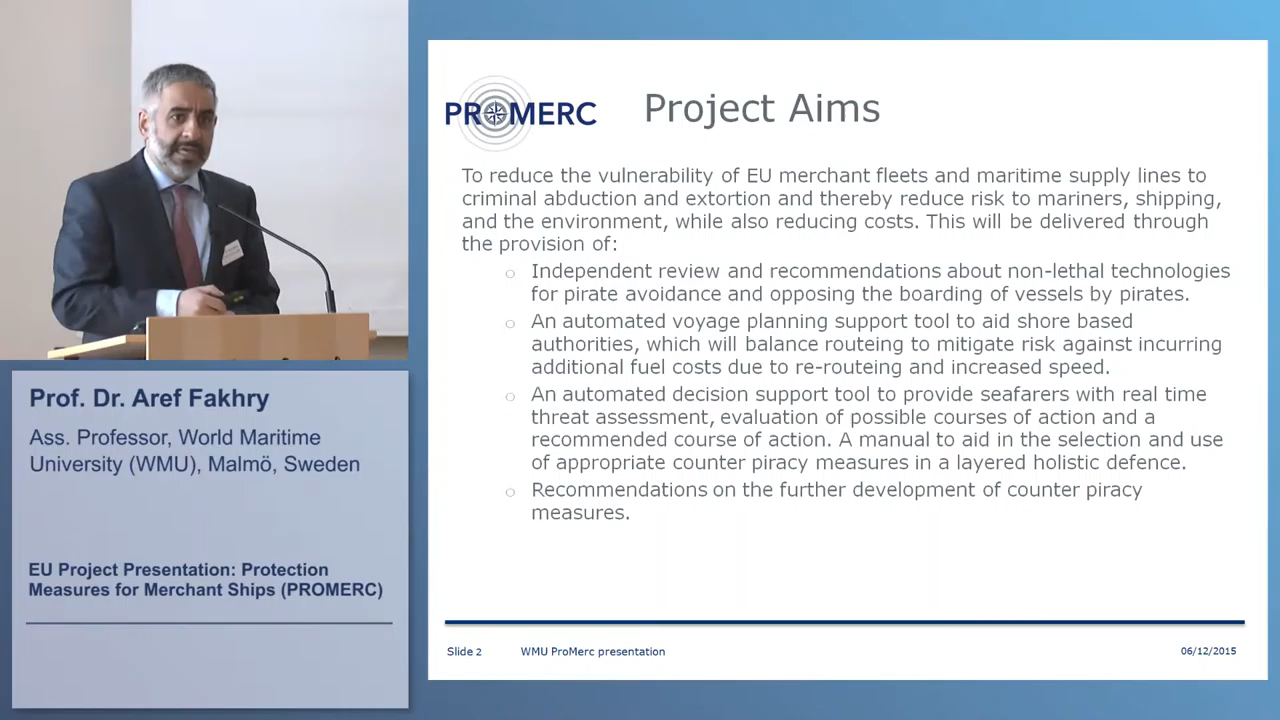 Prof. Dr. Aref Fakhry
Ass. Professor, World Maritime
University (WMU), Malmö, Sweden
EU Project Presentation: Protection
Measures for Merchant Ships (PROMERC)
PROMERC
Project Aims
To reduce the vulnerability of EU merchant fleets and maritime supply lines to
criminal abduction and extortion and thereby reduce risk to mariners, shipping,
and the environment, while also reducing costs. This will be delivered through
the provision of:
○ Independent review and recommendations about non-lethal technologies
for pirate avoidance and opposing the boarding of vessels by pirates.
○ An automated voyage planning support tool to aid shore based
authorities, which will balance routeing to mitigate risk against incurring
additional fuel costs due to re-routeing and increased speed.
○ An automated decision support tool to provide seafarers with real time
threat assessment, evaluation of possible courses of action and a
recommended course of action. A manual to aid in the selection and use
of appropriate counter piracy measures in a layered holistic defence.
○ Recommendations on the further development of counter piracy
measures.
Slide 2 WMU ProMerc presentation 06/12/2015